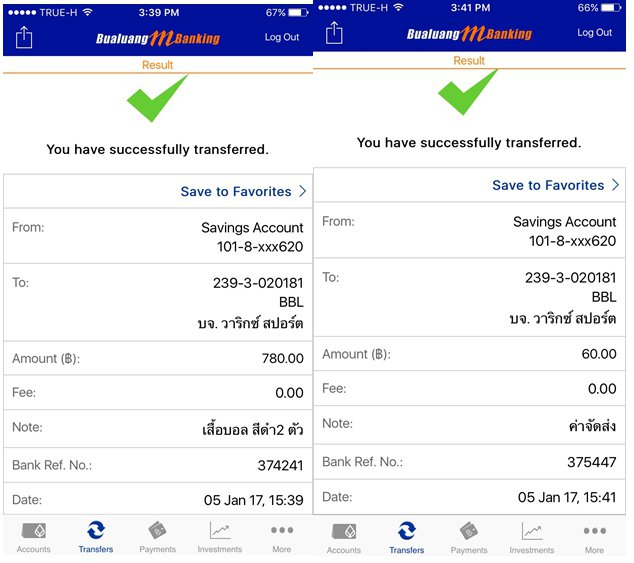 TRUE-H 3:39 PM 67%
Bualuang mBanking Log Out
Result
You have successfully transferred.
Save to Favorites
From: Savings Account
101-8-xxx620
To: 239-3-020181
BBL
บจ. วาริกซ์ สปอร์ต
Amount (฿): 780.00
Fee: 0.00
Note: เสื้อบอล สีดำ2 ตัว
Bank Ref. No.: 374241
Date: 05 Jan 17, 15:39
Accounts Transfers Payments Investments More
TRUE-H 3:41 PM 66%
Bualuang mBanking Log Out
Result
You have successfully transferred.
Save to Favorites
From: Savings Account
101-8-xxx620
To: 239-3-020181
BBL
บจ. วาริกซ์ สปอร์ต
Amount (฿): 60.00
Fee: 0.00
Note: ค่าจัดส่ง
Bank Ref. No.: 375447
Date: 05 Jan 17, 15:41
Accounts Transfers Payments Investments More